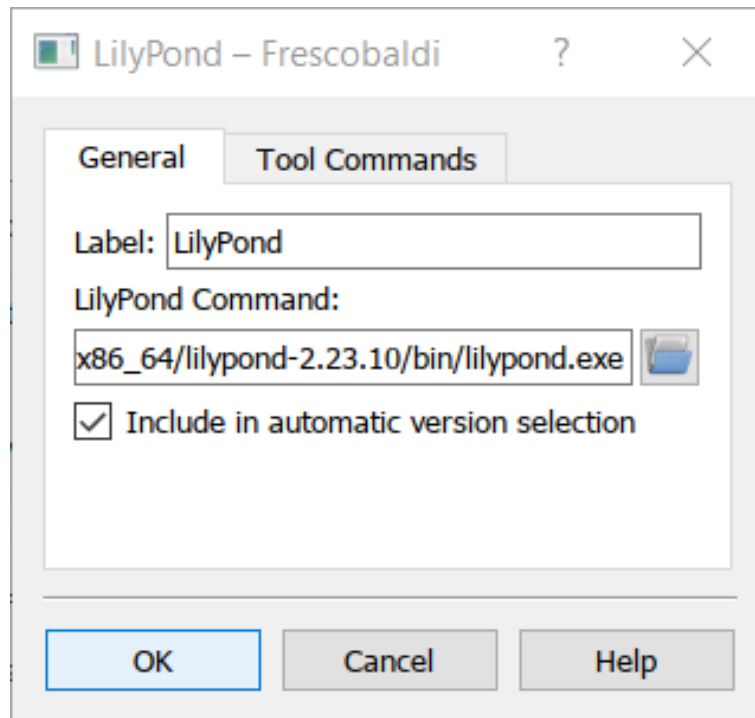 LilyPond – Frescobaldi ?
General Tool Commands
Label: LilyPond
LilyPond Command:
x86_64/lilypond-2.23.10/bin/lilypond.exe
Include in automatic version selection
OK Cancel Help